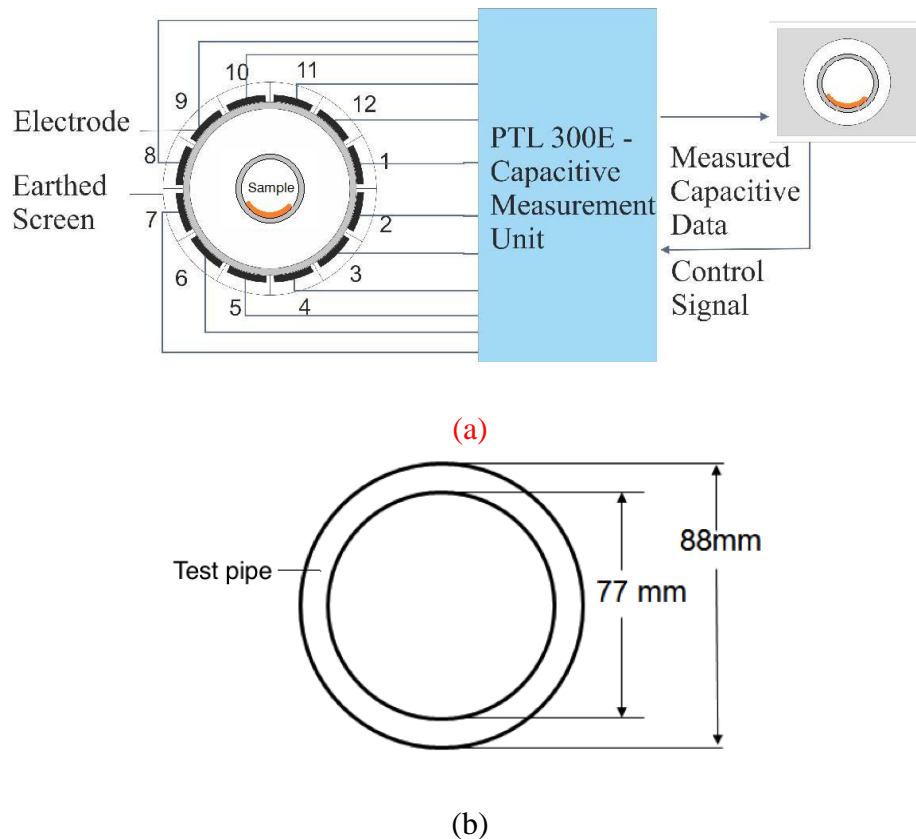 10
11
9
12
Electrode
8
1
Earthed
Screen
Sample
7
2
6
3
5
4
PTL 300E -
Capacitive
Measurement
Unit
Measured
Capacitive
Data
Control
Signal
(a)
Test pipe
77 mm
88mm
(b)